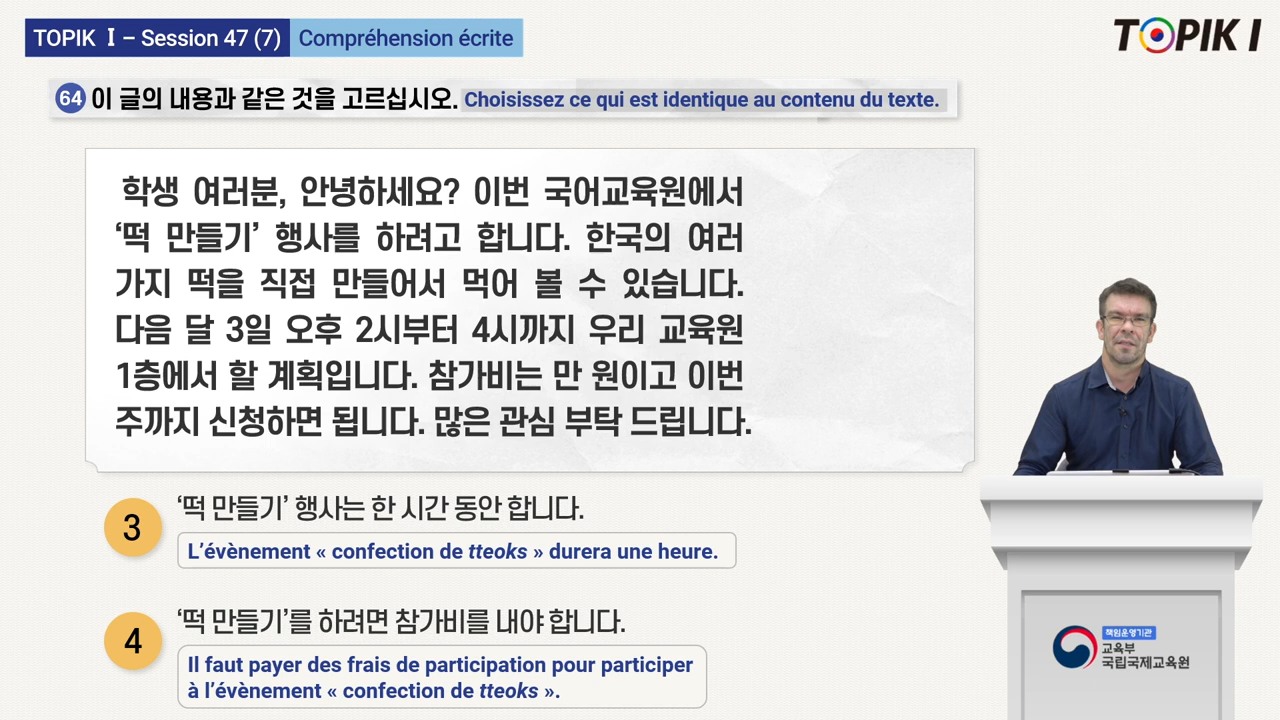 TOPIK I – Session 47 (7) Compréhension écrite
TOPIK I
64 이 글의 내용과 같은 것을 고르십시오. Choisissez ce qui est identique au contenu du texte.
학생 여러분, 안녕하세요? 이번 국어교육원에서
‘떡 만들기’ 행사를 하려고 합니다. 한국의 여러
가지 떡을 직접 만들어서 먹어 볼 수 있습니다.
다음 달 3일 오후 2시부터 4시까지 우리 교육원
1층에서 할 계획입니다. 참가비는 만 원이고 이번
주까지 신청하면 됩니다. 많은 관심 부탁 드립니다.
3 ‘떡 만들기’ 행사는 한 시간 동안 합니다.
L’évènement « confection de tteoks » durera une heure.
4 ‘떡 만들기’를 하려면 참가비를 내야 합니다.
Il faut payer des frais de participation pour participer
à l’évènement « confection de tteoks ».
책임운영기관
교육부
국립국제교육원